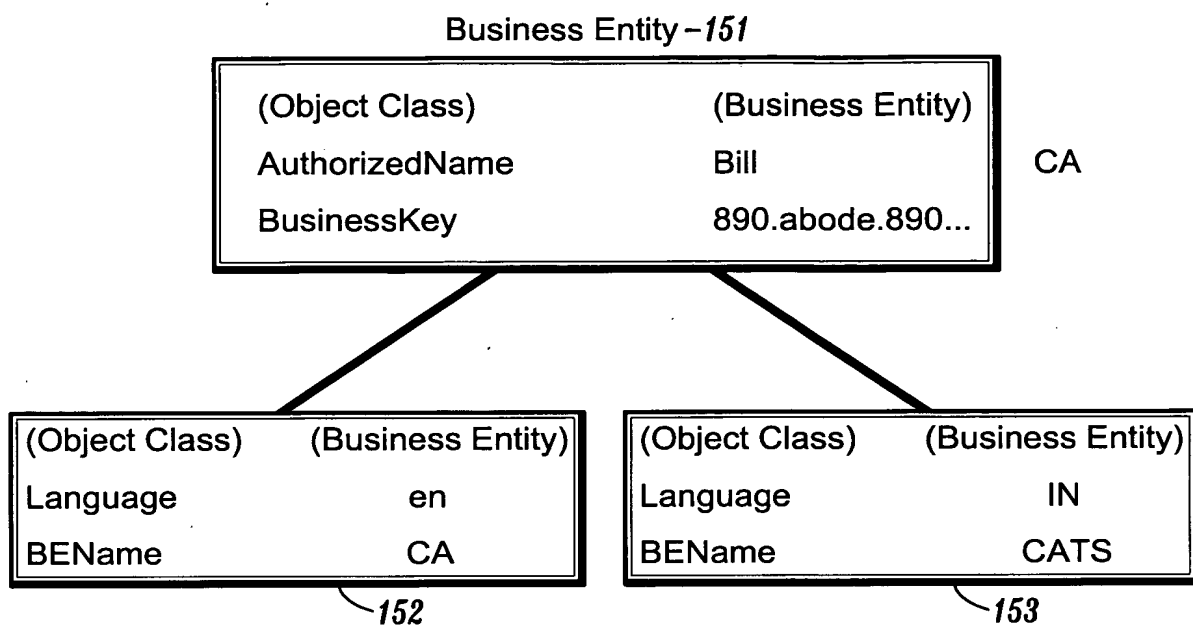 Business Entity-151
(Object Class) (Business Entity)
AuthorizedName Bill CA
BusinessKey 890.abode.890...
(Object Class) (Business Entity)
Language en
BEName CA
152
(Object Class) (Business Entity)
Language IN
BEName CATS
153